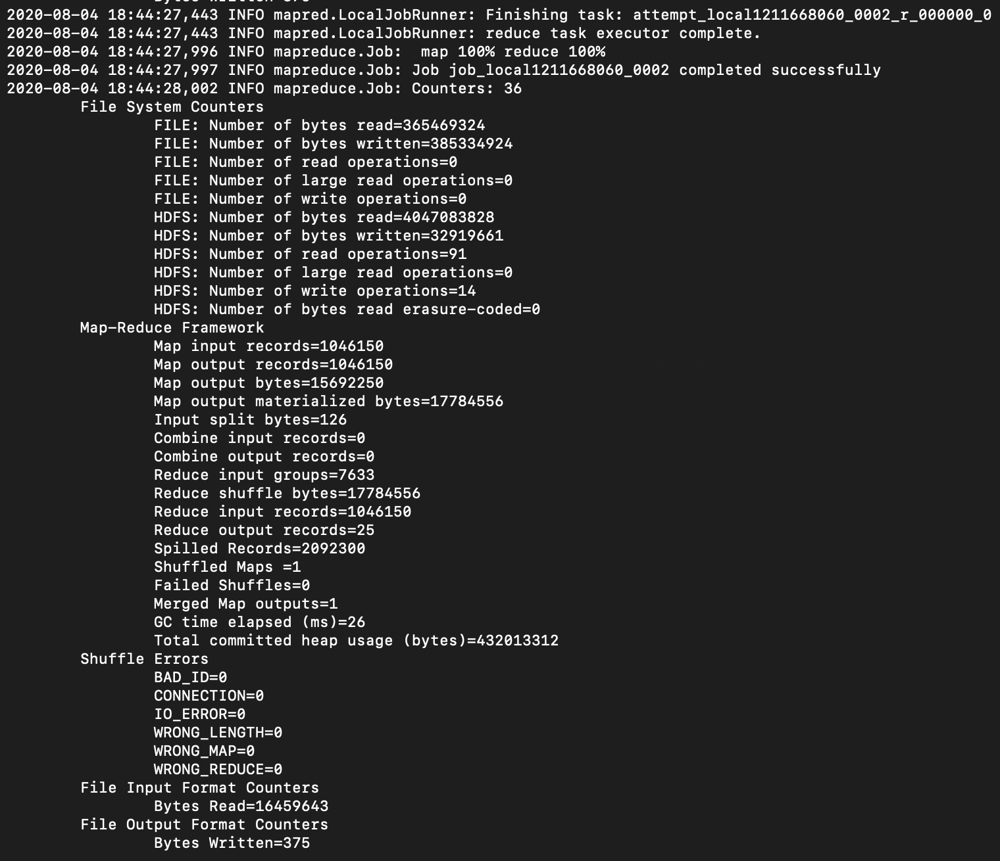 Bytes Written=375
2020-08-04 18:44:27,443 INFO mapred.LocalJobRunner: Finishing task: attempt_local1211668060_0002_r_000000_0
2020-08-04 18:44:27,443 INFO mapred.LocalJobRunner: reduce task executor complete.
2020-08-04 18:44:27,996 INFO mapreduce.Job:  map 100% reduce 100%
2020-08-04 18:44:27,997 INFO mapreduce.Job: Job job_local1211668060_0002 completed successfully
2020-08-04 18:44:28,002 INFO mapreduce.Job: Counters: 36
File System Counters
FILE: Number of bytes read=365469324
FILE: Number of bytes written=385334924
FILE: Number of read operations=0
FILE: Number of large read operations=0
FILE: Number of write operations=0
HDFS: Number of bytes read=4047083828
HDFS: Number of bytes written=32919661
HDFS: Number of read operations=91
HDFS: Number of large read operations=0
HDFS: Number of write operations=14
HDFS: Number of bytes read erasure-coded=0
Map-Reduce Framework
Map input records=1046150
Map output records=1046150
Map output bytes=15692250
Map output materialized bytes=17784556
Input split bytes=126
Combine input records=0
Combine output records=0
Reduce input groups=7633
Reduce shuffle bytes=17784556
Reduce input records=1046150
Reduce output records=25
Spilled Records=2092300
Shuffled Maps =1
Failed Shuffles=0
Merged Map outputs=1
GC time elapsed (ms)=26
Total committed heap usage (bytes)=432013312
Shuffle Errors
BAD_ID=0
CONNECTION=0
IO_ERROR=0
WRONG_LENGTH=0
WRONG_MAP=0
WRONG_REDUCE=0
File Input Format Counters
Bytes Read=16459643
File Output Format Counters
Bytes Written=375